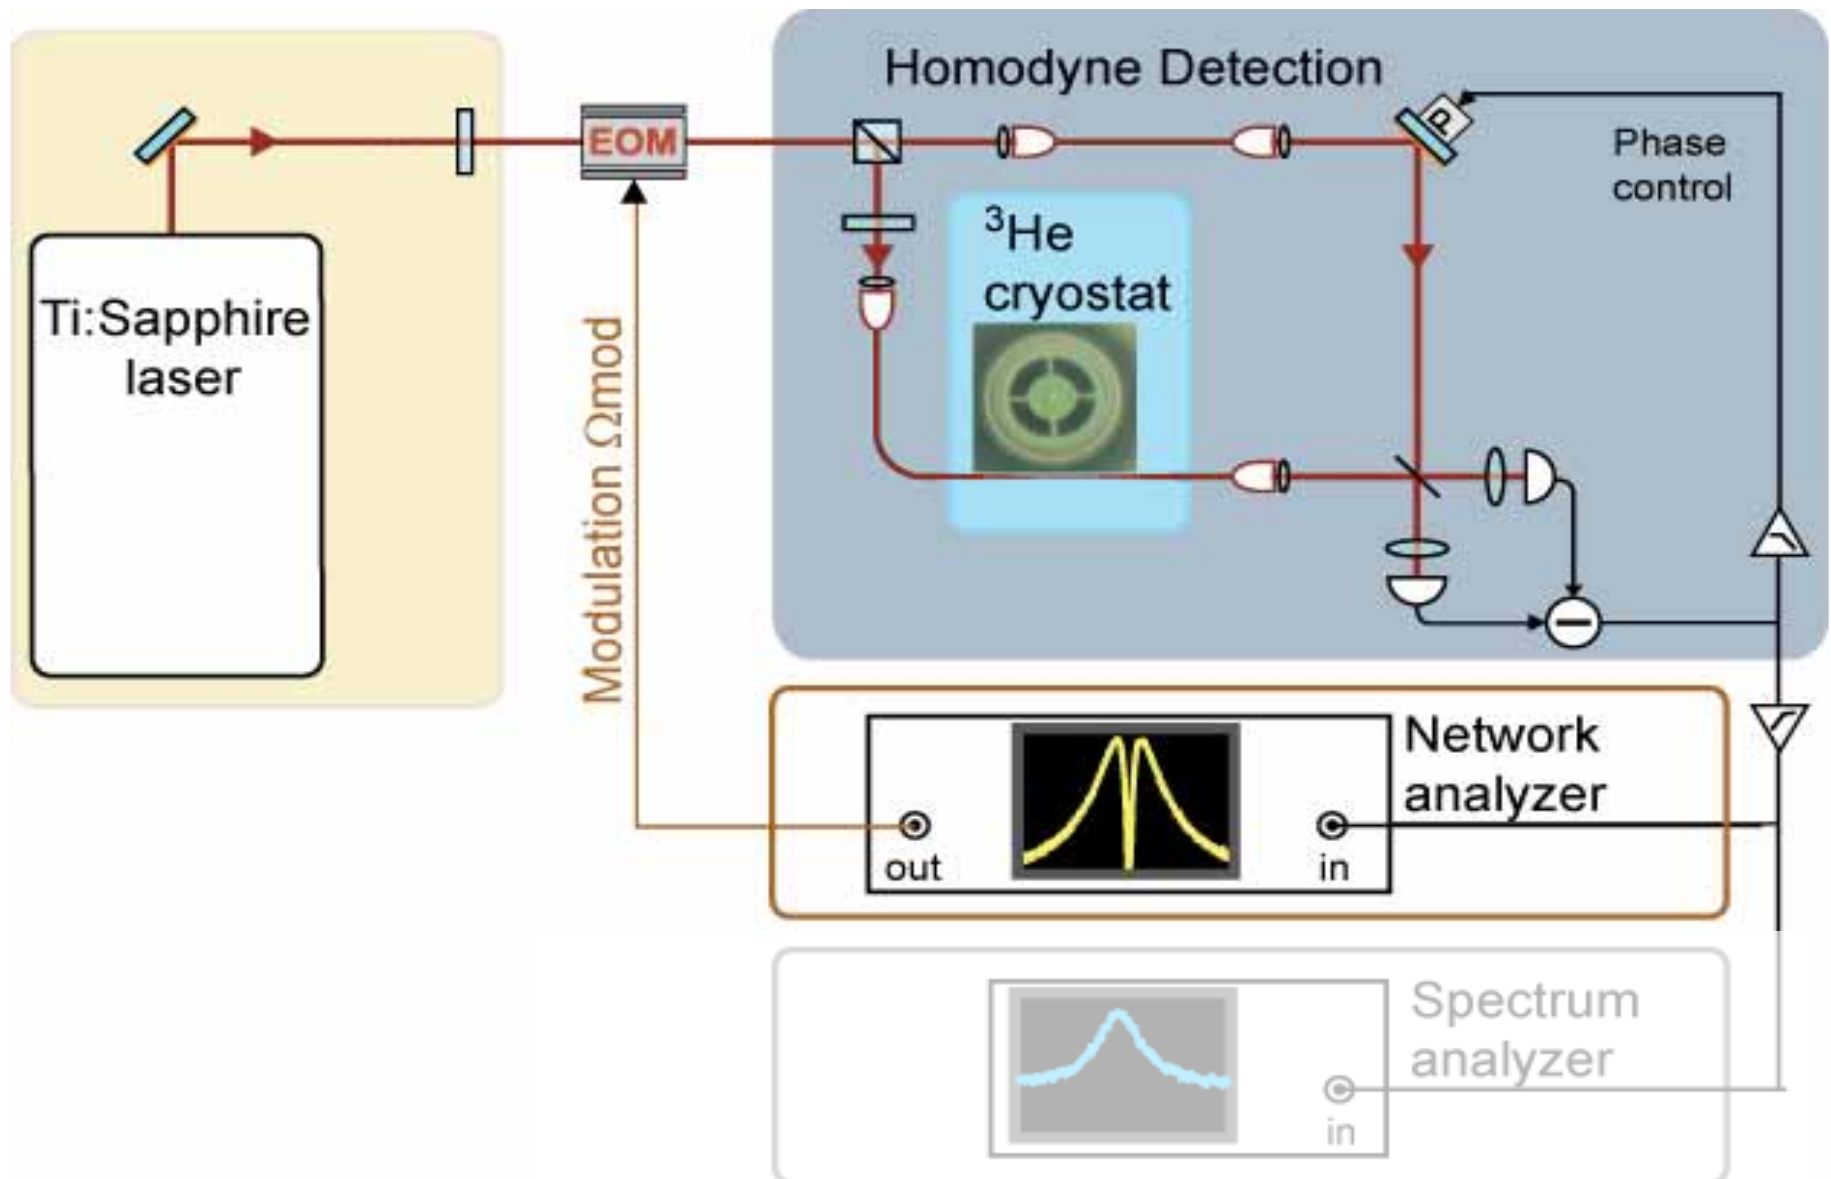 Homodyne Detection
EOM
P
Phase
control
3He
cryostat
Ti:Sapphire
laser
Modulation Ωmod
Network
analyzer
out
in
Spectrum
analyzer
in